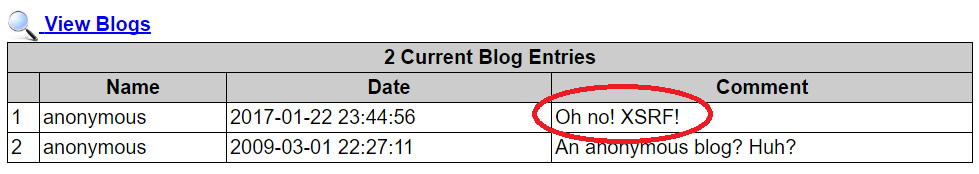 View Blogs
2 Current Blog Entries
Name Date Comment
1 anonymous 2017-01-22 23:44:56 Oh no! XSRF!
2 anonymous 2009-03-01 22:27:11 An anonymous blog? Huh?